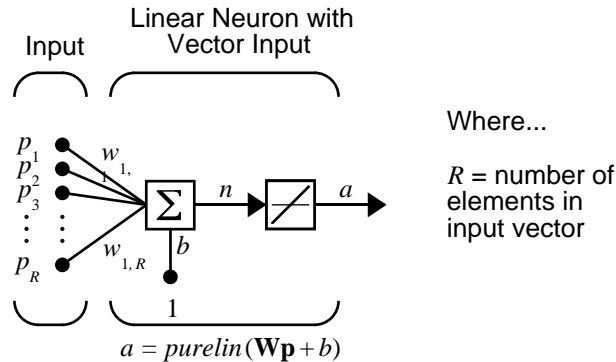 Linear Neuron with
Input
Vector Input
Where...
p1
w1,1
p2
p3
Σ
n
a
R = number of
elements in
input vector
pR
w1,R
b
1
a = purelin(Wp + b)